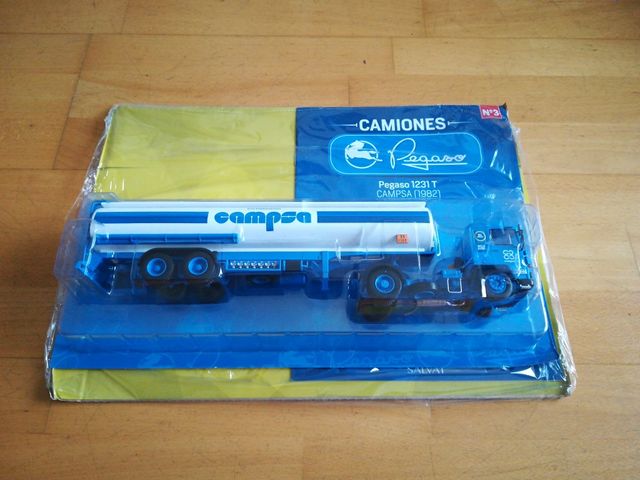 Nº3
CAMIONES
Pegaso
Pegaso 1231 T
CAMPSA (1982)
campsa
SALVAT